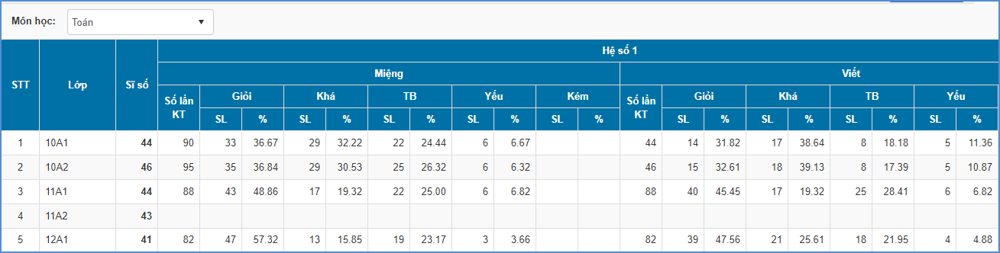 Môn học: Toán
Hệ số 1
Miệng Viết
STT Lớp Sĩ số Số lần KT Giỏi Khá TB Yếu Kém Số lần KT Giỏi Khá TB Yếu
SL % SL % SL % SL % SL % SL % SL % SL % SL %
1 10A1 44 90 33 36.67 29 32.22 22 24.44 6 6.67 44 14 31.82 17 38.64 8 18.18 5 11.36
2 10A2 46 95 35 36.84 29 30.53 25 26.32 6 6.32 46 15 32.61 18 39.13 8 17.39 5 10.87
3 11A1 44 88 43 48.86 17 19.32 22 25.00 6 6.82 88 40 45.45 17 19.32 25 28.41 6 6.82
4 11A2 43
5 12A1 41 82 47 57.32 13 15.85 19 23.17 3 3.66 82 39 47.56 21 25.61 18 21.95 4 4.88